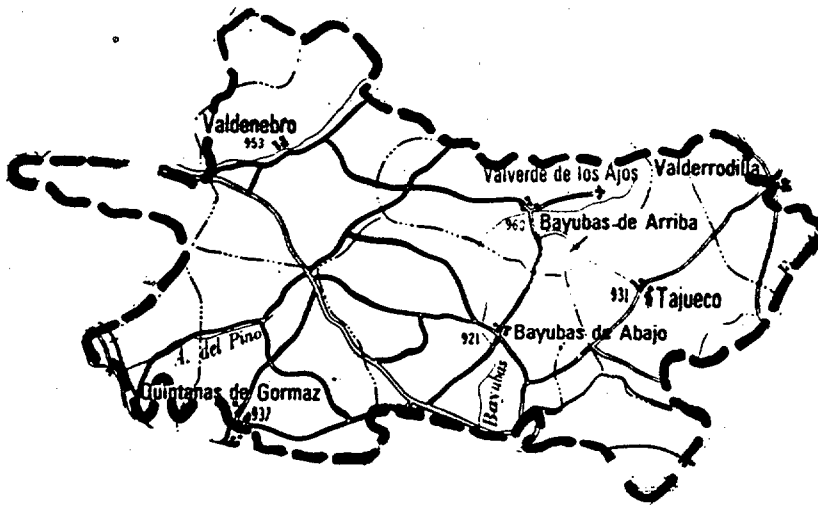 Valdenebro
953
Valverde de los Ajos
Valderrodilla
Bayubas de Arriba
931
Tajueco
921
Bayubas de Abajo
A. del Pino
Quintanas de Gormaz
937
Bayubas